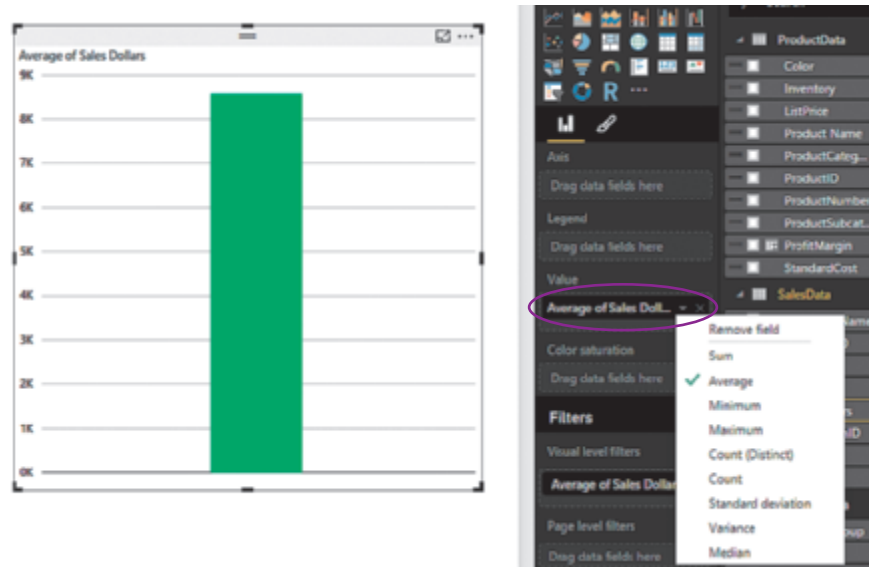 Average of Sales Dollars
9K
8K
7K
6K
5K
4K
3K
2K
1K
0K
R
Axis
Drag data fields here
Legend
Drag data fields here
Value
Average of Sales Doll...
Color saturation
Drag data fields here
Filters
Visual level filters
Average of Sales Dollar
Page level filters
Drag data fields here
Remove field
Sum
Average
Minimum
Maximum
Count (Distinct)
Count
Standard deviation
Variance
Median
ProductData
Color
Inventory
ListPrice
Product Name
ProductCateg...
ProductID
ProductNumber
ProductSubcat...
ProfitMargin
StandardCost
SalesData